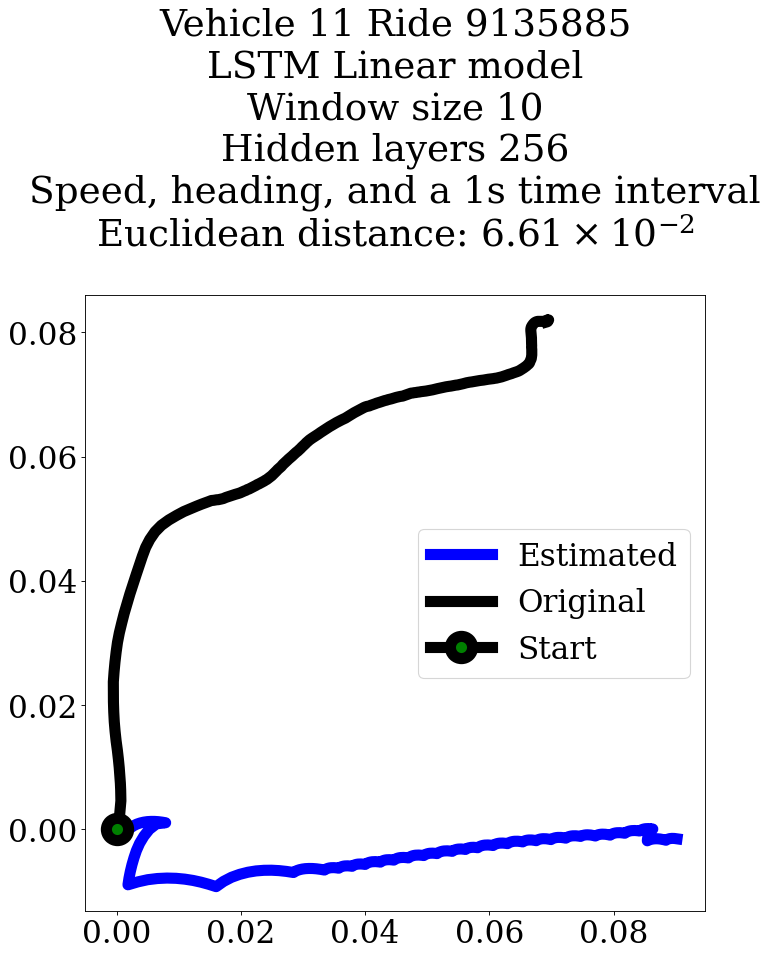 Vehicle 11 Ride 9135885
LSTM Linear model
Window size 10
Hidden layers 256
Speed, heading, and a 1s time interval
Euclidean distance: 6.61 × 10⁻²
0.08
0.06
0.04
0.02
0.00
Estimated
Original
Start
0.00 0.02 0.04 0.06 0.08